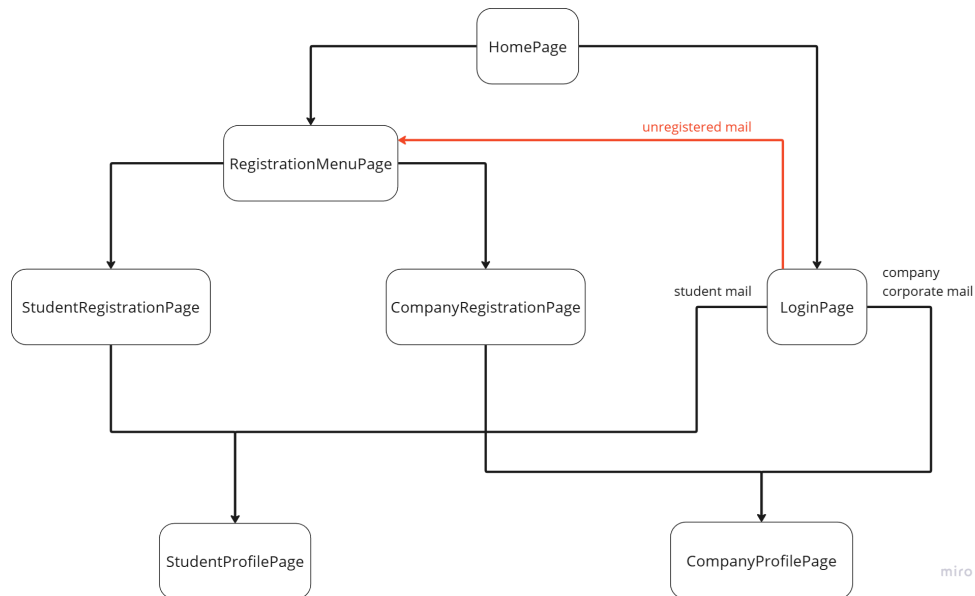 HomePage
unregistered mail
RegistrationMenuPage
StudentRegistrationPage
CompanyRegistrationPage
student mail
LoginPage
company
corporate mail
StudentProfilePage
CompanyProfilePage
miro